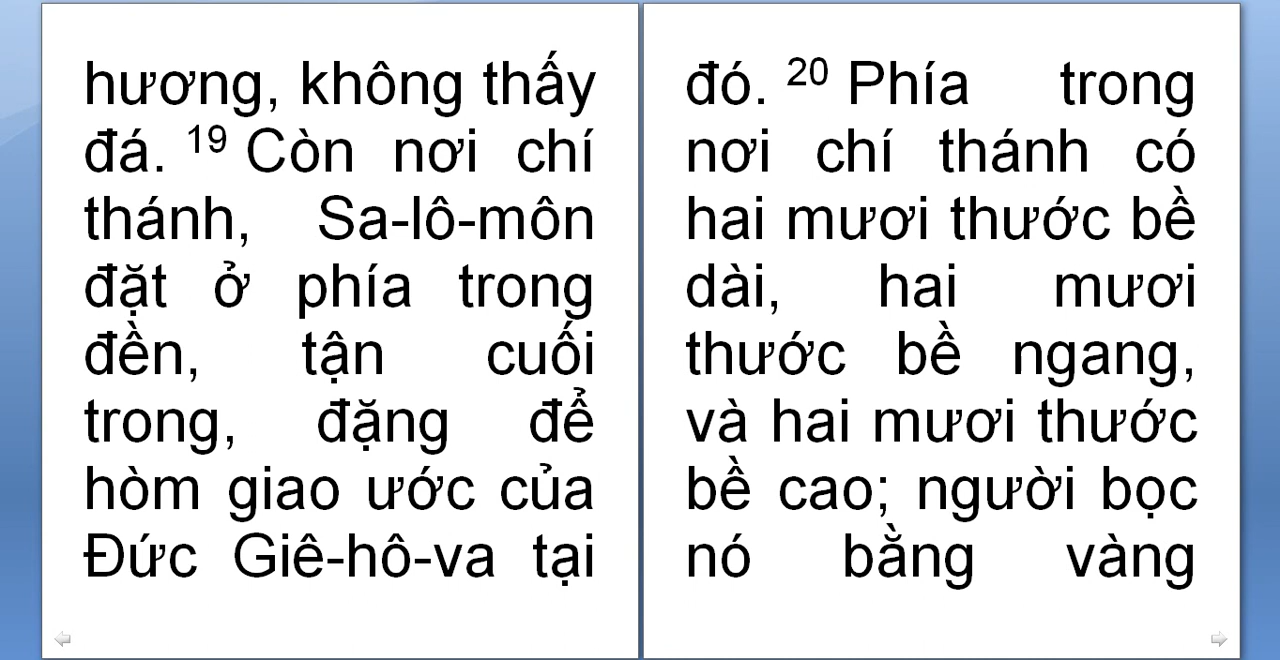 hương, không thấy
đá. 19 Còn nơi chí
thánh, Sa-lô-môn
đặt ở phía trong
đền, tận cuối
trong, đặng để
hòm giao ước của
Đức Giê-hô-va tại
đó. 20 Phía trong
nơi chí thánh có
hai mươi thước bề
dài, hai mươi
thước bề ngang,
và hai mươi thước
bề cao; người bọc
nó bằng vàng